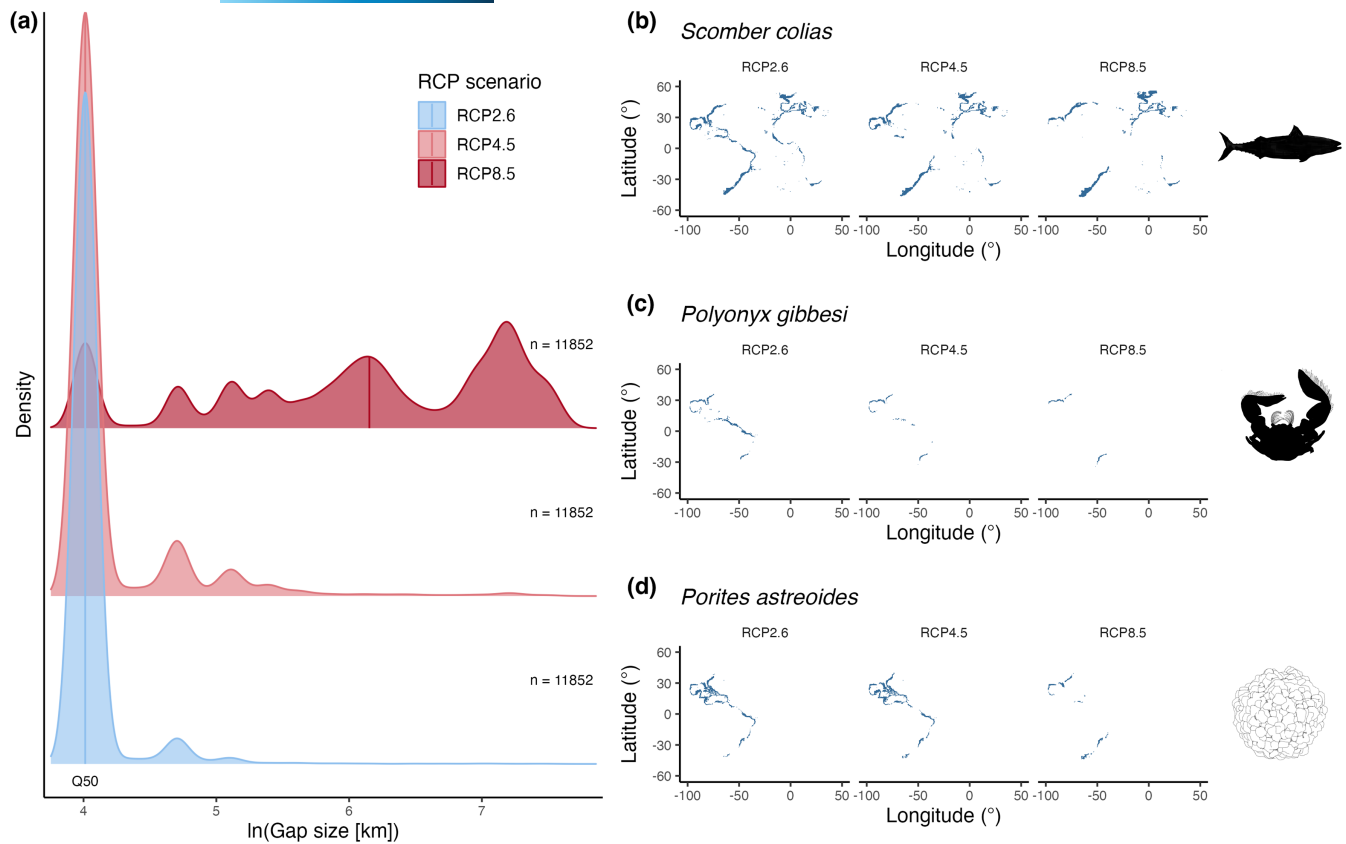 (a)
RCP scenario
RCP2.6
RCP4.5
RCP8.5
n = 11852
n = 11852
n = 11852
Q50
Density
4 5 6 7
ln(Gap size [km])
(b)
Scomber colias
RCP2.6 RCP4.5 RCP8.5
60
30
0
-30
-60
Latitude (°)
-100 -50 0 50 -100 -50 0 50 -100 -50 0 50
Longitude (°)
(c)
Polyonyx gibbesi
RCP2.6 RCP4.5 RCP8.5
60
30
0
-30
-60
Latitude (°)
-100 -50 0 50 -100 -50 0 50 -100 -50 0 50
Longitude (°)
(d)
Porites astreoides
RCP2.6 RCP4.5 RCP8.5
60
30
0
-30
-60
Latitude (°)
-100 -50 0 50 -100 -50 0 50 -100 -50 0 50
Longitude (°)